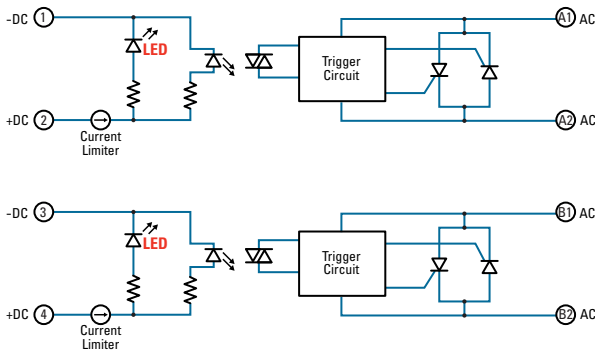 -DC 1
A1 AC
LED
Trigger
Circuit
+DC 2
A2 AC
Current
Limiter
-DC 3
B1 AC
LED
Trigger
Circuit
+DC 4
B2 AC
Current
Limiter